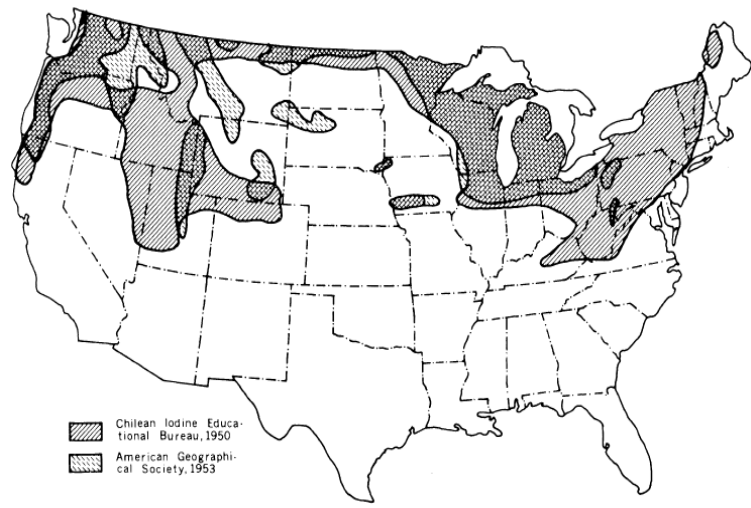 Chilean Iodine Educa-
tional Bureau, 1950
American Geographi-
cal Society, 1953